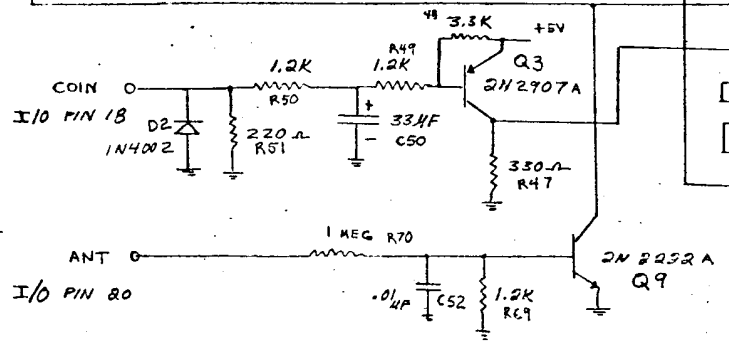 48
3.3K
+5V
R49
1.2K
1.2K
Q3
2N2907A
COIN
R50
I/O PIN 18
+
33µF
-
C50
D2
1N4002
220Ω
R51
330Ω
R47
1 MEG R70
ANT
2N 2222A
Q9
I/O PIN 20
.01µF
C52
1.2K
R69